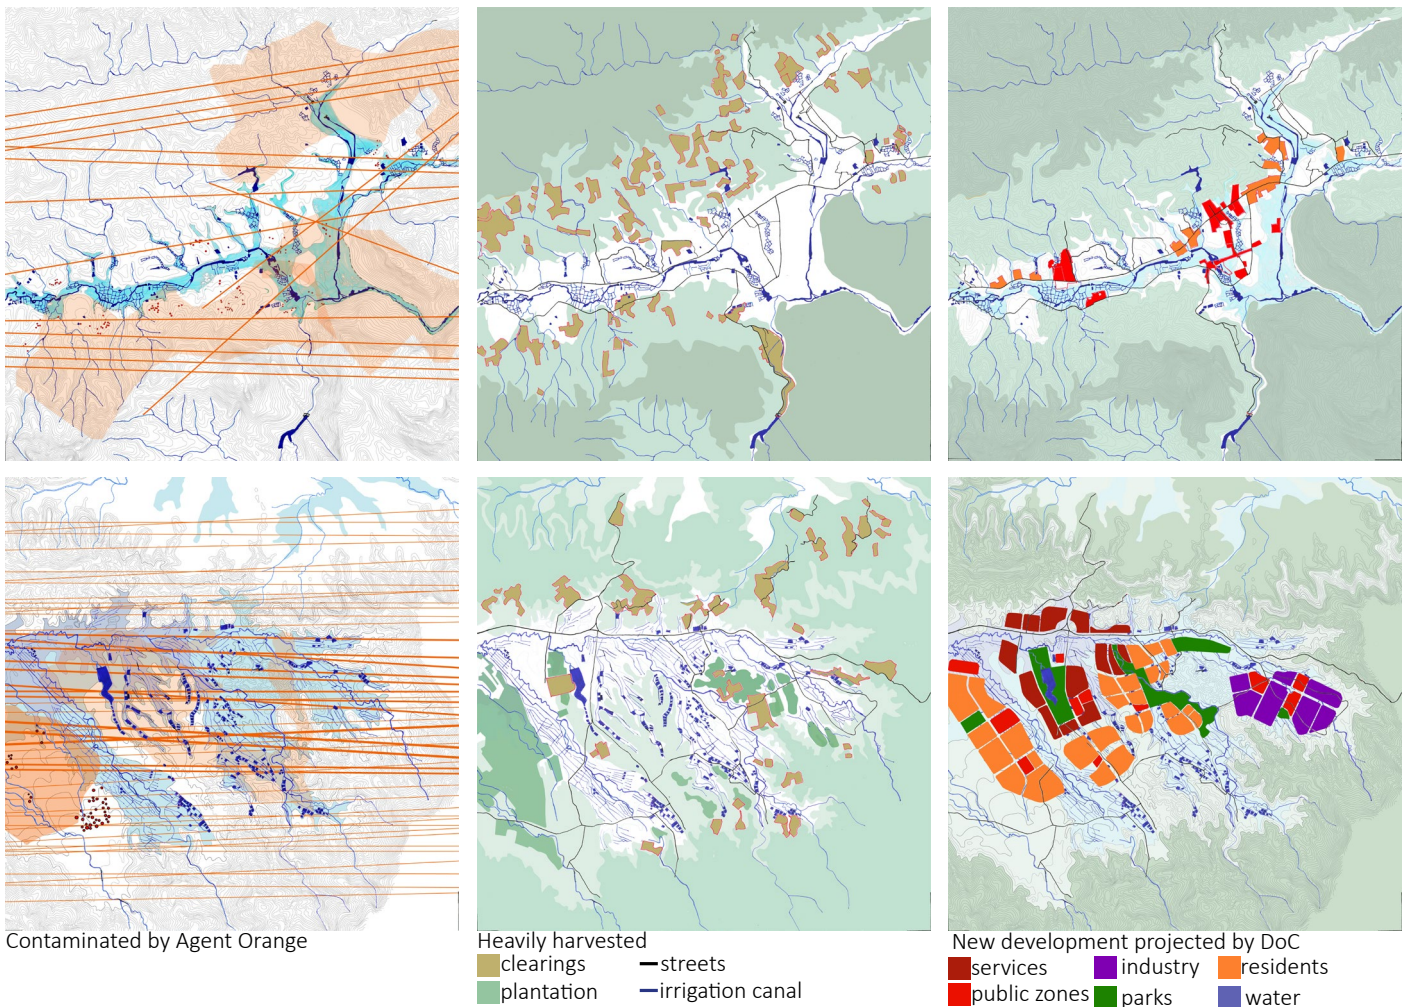 Contaminated by Agent Orange
Heavily harvested
clearings
streets
plantation
irrigation canal
New development projected by DoC
services
industry
residents
public zones
parks
water